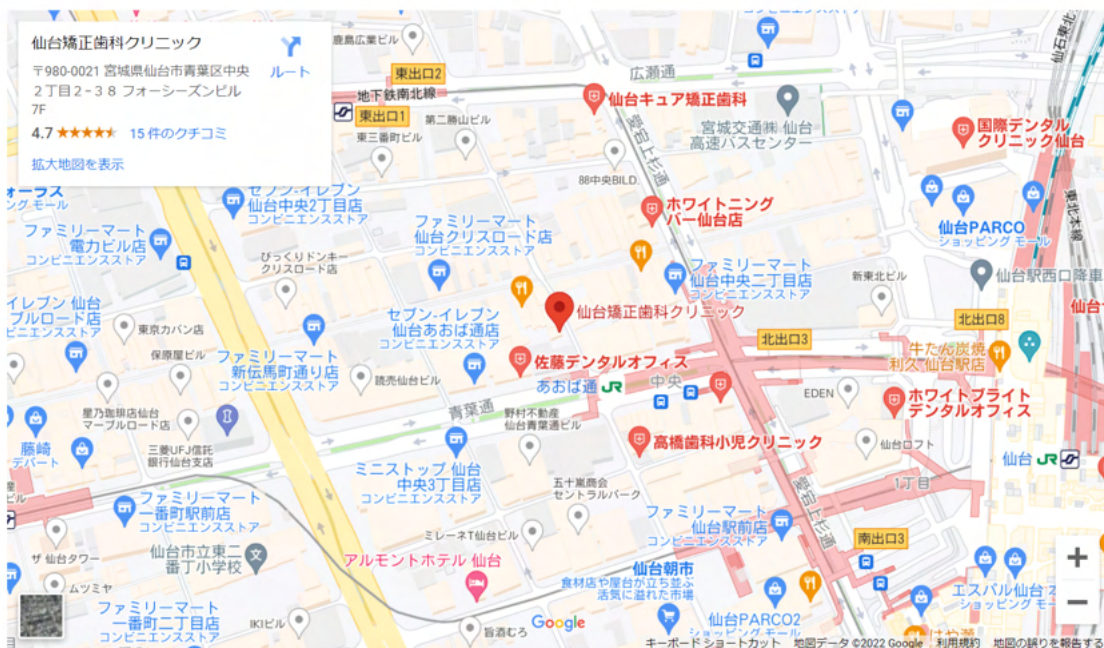 仙台矯正歯科クリニック
〒980-0021 宮城県仙台市青葉区中央
2丁目2-38 フォーシーズンビル
7F
4.7
15 件のクチコミ
拡大地図を表示
ルート
鹿島広業ビル
東出口2
地下鉄南北線
東出口1
東三番町ビル
第二勝山ビル
広瀬通
仙台キュア矯正歯科
愛宕上杉通
宮城交通㈱ 仙台
高速バスセンター
国際デンタル
クリニック仙台
仙石東北
東北本線
88中央BILD.
ォーラス
ング モール
セブン-イレブン
仙台中央2丁目店
コンビニエンスストア
ファミリーマート
電力ビル店
コンビニエンスストア
ファミリーマート
仙台クリスロード店
コンビニエンスストア
びっくりドンキー
クリスロード店
ホワイトニング
バー仙台店
ファミリーマート
仙台中央二丁目店
コンビニエンスストア
仙台PARCO
ショッピング モール
仙台駅西口降車
新東北ビル
イレブン 仙台
ブルロード店
ビニエンスストア
東京カバン店
保原屋ビル
セブン-イレブン
仙台あおば通店
コンビニエンスストア
仙台矯正歯科クリニック
ファミリーマート
新伝馬町通り店
コンビニエンスストア
読売仙台ビル
佐藤デンタルオフィス
あおば通
JR
中央
北出口3
北出口8
牛たん炭焼
利久 仙台駅店
EDEN
ホワイトブライト
デンタルオフィス
星乃珈琲店仙台
マーブルロード店
藤崎
デパート
三菱UFJ信託
銀行仙台支店
青葉通
野村不動産
仙台青葉通ビル
高橋歯科小児クリニック
仙台ロフト
仙台
JR
1丁目
ミニストップ 仙台
中央3丁目店
コンビニエンスストア
五十嵐商会
セントラルパーク
ファミリーマート
一番町駅前店
コンビニエンスストア
ファミリーマート
仙台駅前店
コンビニエンスストア
愛宕上杉通
南出口3
ザ 仙台タワー
仙台市立東二
番丁小学校
ミレーネT仙台ビル
アルモントホテル 仙台
仙台朝市
食材店や屋台が立ち並ぶ
活気に溢れた市場
ムツミヤ
ファミリーマート
一番町二丁目店
コンビニエンスストア
IKIビル
旨酒むろ
Google
仙台PARCO2
ショッピング モール
エスパル仙台
はや瀬
+
−
キーボード ショートカット
地図データ ©2022 Google
利用規約
地図の誤りを報告する